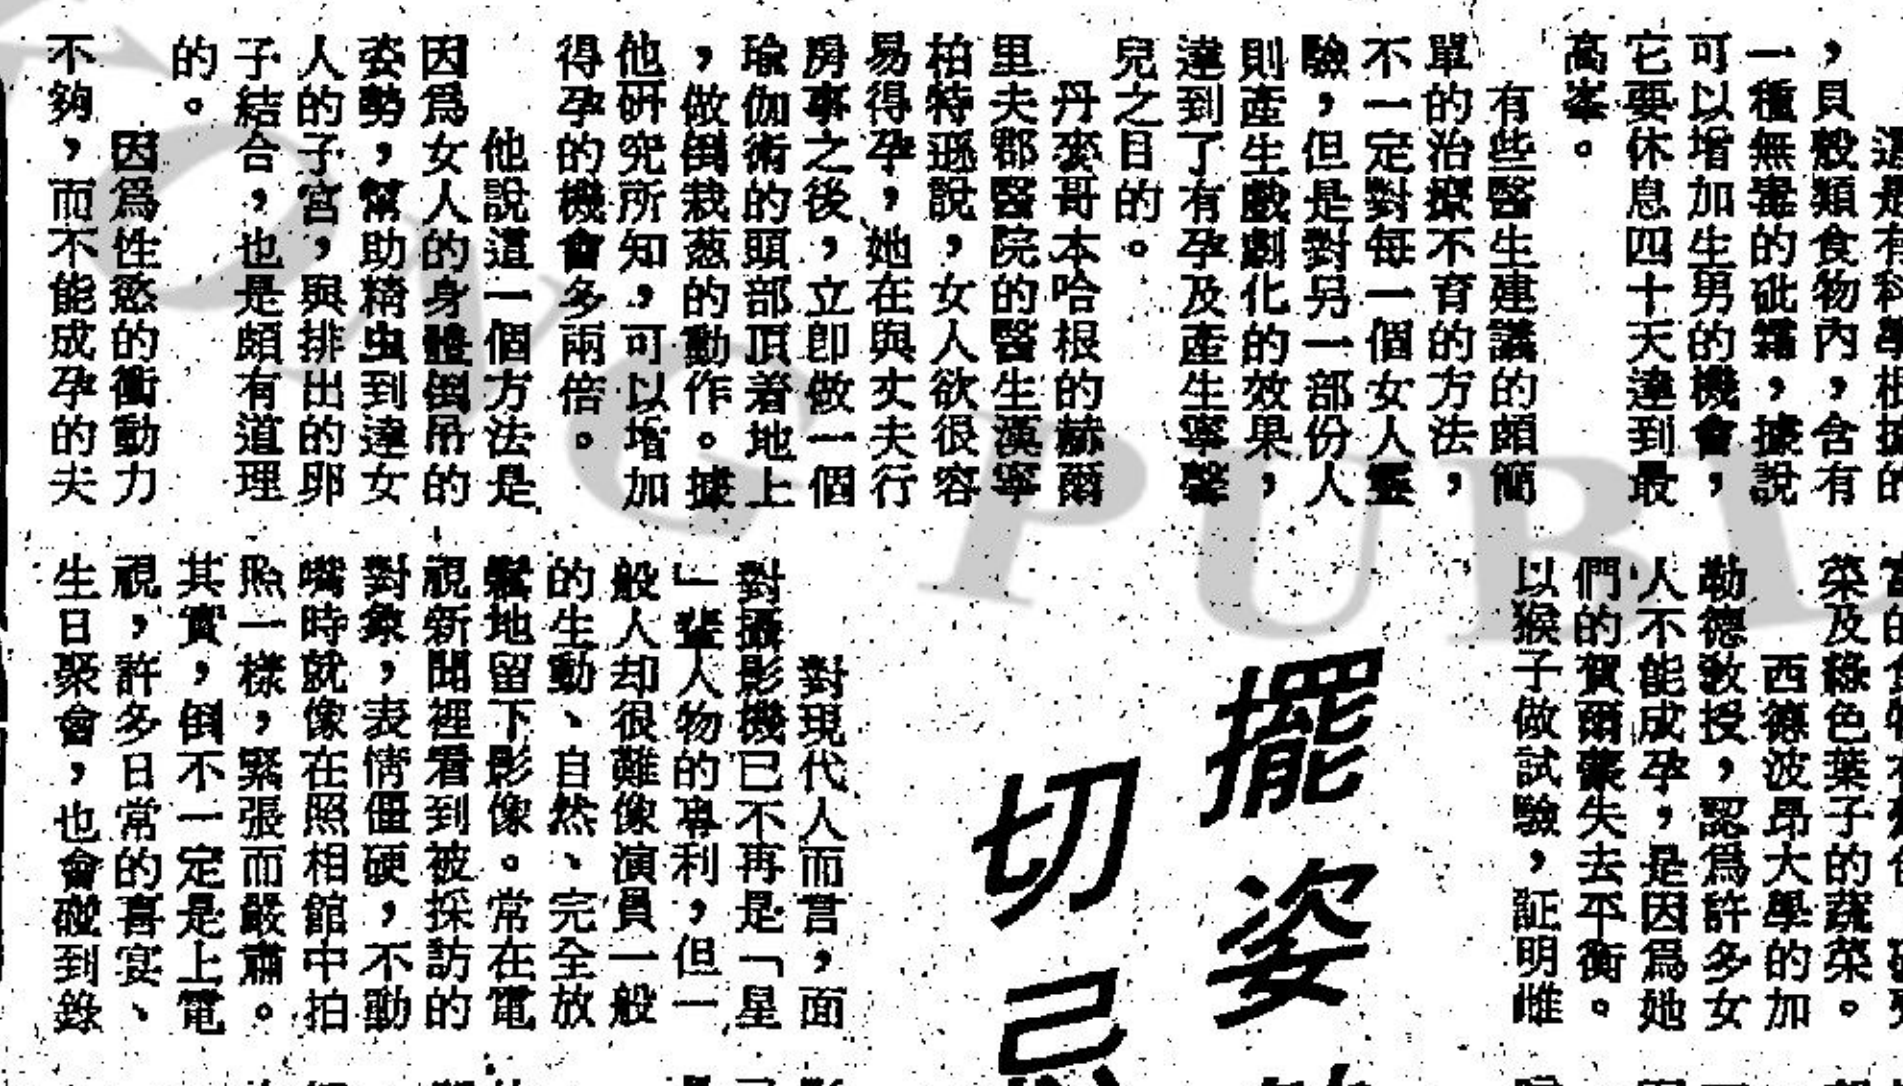 還是有科學根據的
，貝殼類食物內，含有
一種無毒的砒霜，據說
可以增加生男的機會，
它要休息四十天達到最
高峯。
有些醫生建議的頗簡
單的治療不育的方法，
不一定對每一個女人靈
驗，但是對另一部份人
則產生戲劇化的效果，
達到了有孕及產生寧馨
兒之目的。
丹麥哥本哈根的赫爾
里夫郡醫院的醫生漢寧
柏特遜說，女人欲很容
易得孕，她在與丈夫行
房事之後，立即做一個
瑜伽術的頭部頂着地上
，做倒栽葱的動作。據
他研究所知，可以增加
得孕的機會多兩倍。
他說這一個方法是
因爲女人的身體倒吊的
姿勢，幫助精虫到達女
人的子宮，與排出的卵
子結合，也是頗有道理
的。
因爲性慾的衝動力
不夠，而不能成孕的夫
菜及綠色葉子的蔬菜。
西德波昂大學的加
勒德教授，認爲許多女
人不能成孕，是因爲她
們的賀爾蒙失去平衡。
以猴子做試驗，証明雌
擺姿
切己
對現代人而言，面
對攝影機已不再是「星
」輩人物的專利，但一
般人却很難像演員一般
的生動、自然、完全放
鬆地留下影像。常在電
視新聞裡看到被採訪的
對象，表情僵硬，不動
嘴時就像在照相館中拍
照一樣，緊張而嚴肅。
其實，倒不一定是上電
視，許多日常的喜宴、
生日聚會，也會碰到錄
PUBL